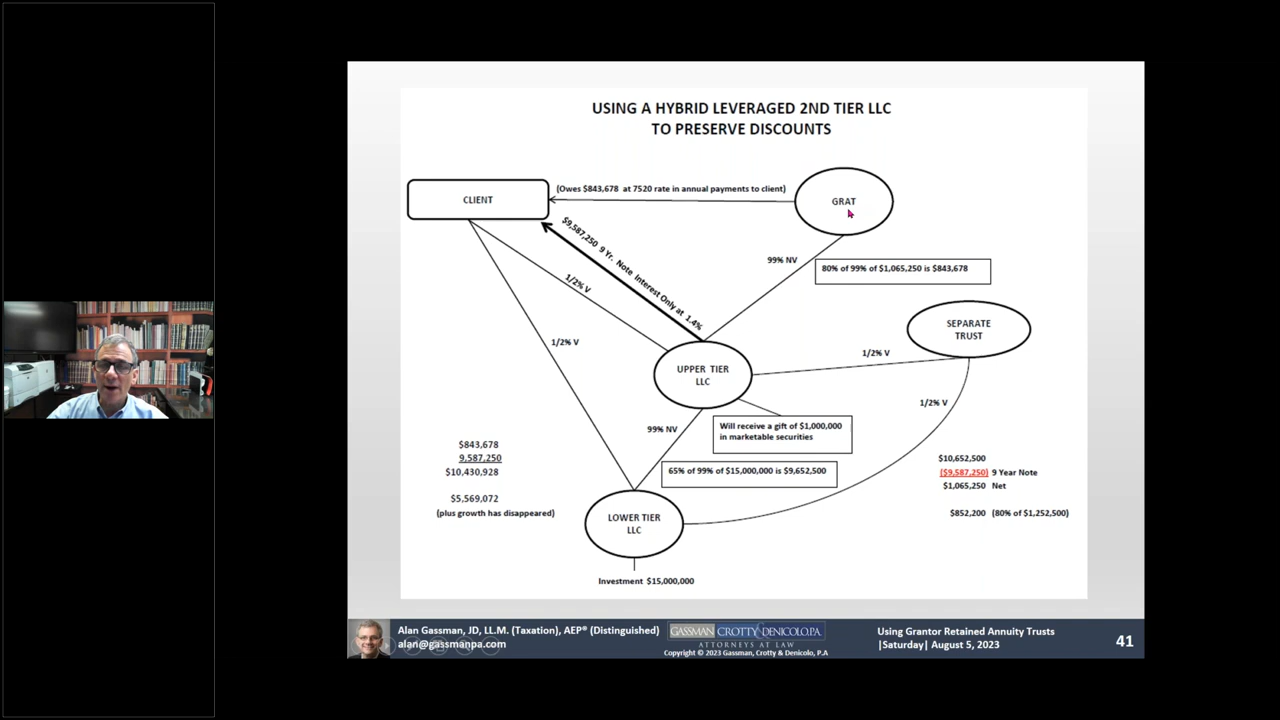 USING A HYBRID LEVERAGED 2ND TIER LLC
TO PRESERVE DISCOUNTS
CLIENT
(Owes $843,678 at 7520 rate in annual payments to client)
GRAT
$9,587,250 9 Yr. Note Interest Only at 1.4%
1/2% V
99% NV
80% of 99% of $1,065,250 is $843,678
SEPARATE
TRUST
1/2% V
1/2% V
UPPER TIER
LLC
1/2% V
99% NV
Will receive a gift of $1,000,000
in marketable securities
65% of 99% of $15,000,000 is $9,652,500
$843,678
9,587,250
$10,430,928
$5,569,072
(plus growth has disappeared)
$10,652,500
($9,587,250) 9 Year Note
$1,065,250 Net
$852,200 (80% of $1,252,500)
LOWER TIER
LLC
Investment $15,000,000
Alan Gassman, JD, LL.M. (Taxation), AEP® (Distinguished)
alan@gassmanpa.com
GASSMAN CROTTY DENICOLO, P.A.
ATTORNEYS AT LAW
Copyright © 2023 Gassman, Crotty & Denicolo, P.A
Using Grantor Retained Annuity Trusts
|Saturday| August 5, 2023
41